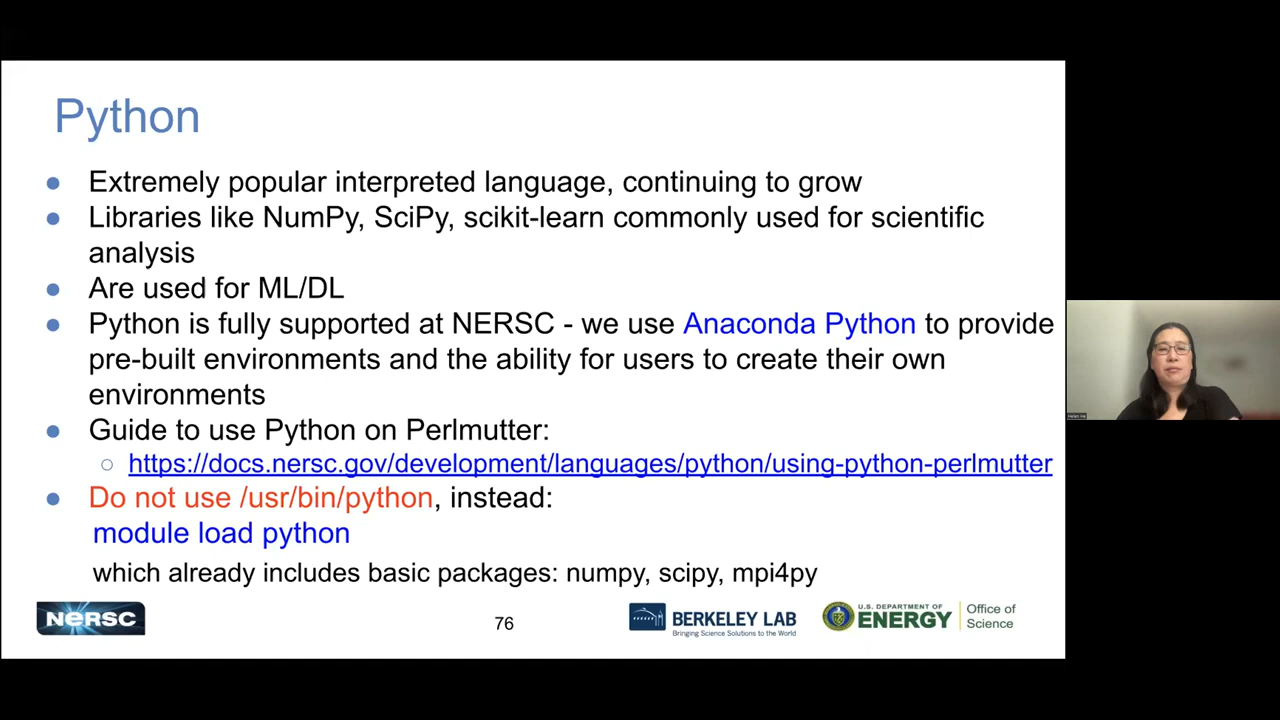 Python
● Extremely popular interpreted language, continuing to grow
● Libraries like NumPy, SciPy, scikit-learn commonly used for scientific
analysis
● Are used for ML/DL
● Python is fully supported at NERSC - we use Anaconda Python to provide
pre-built environments and the ability for users to create their own
environments
● Guide to use Python on Perlmutter:
○ https://docs.nersc.gov/development/languages/python/using-python-perlmutter
● Do not use /usr/bin/python, instead:
module load python
which already includes basic packages: numpy, scipy, mpi4py
NERSC
76
BERKELEY LAB
Bringing Science Solutions to the World
U.S. DEPARTMENT OF
ENERGY
Office of
Science
Helen He